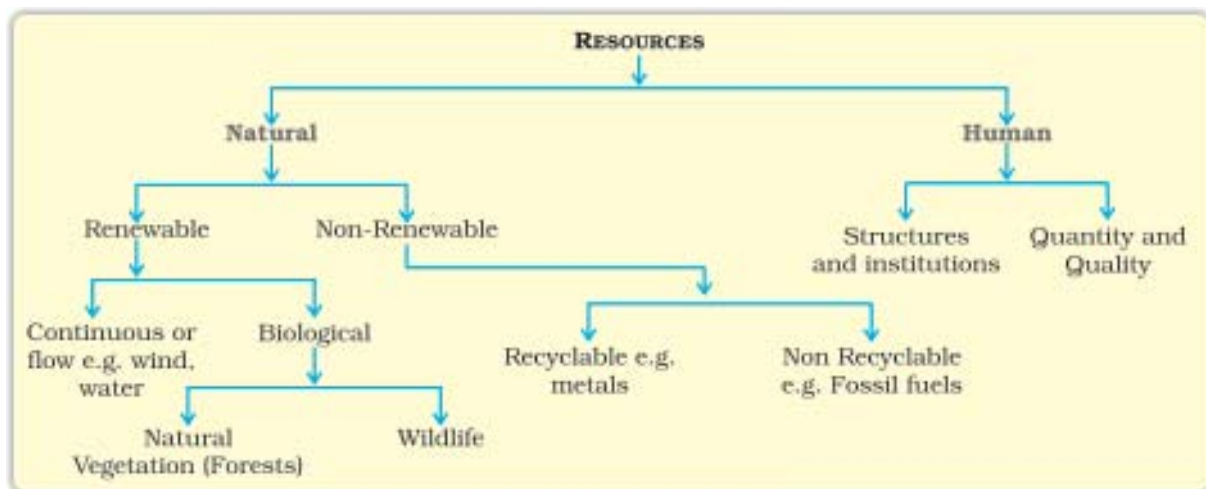 RESOURCES
Natural
Human
Renewable
Non-Renewable
Structures
and institutions
Quantity and
Quality
Continuous or
flow e.g. wind,
water
Biological
Recyclable e.g.
metals
Non Recyclable
e.g. Fossil fuels
Natural
Vegetation (Forests)
Wildlife